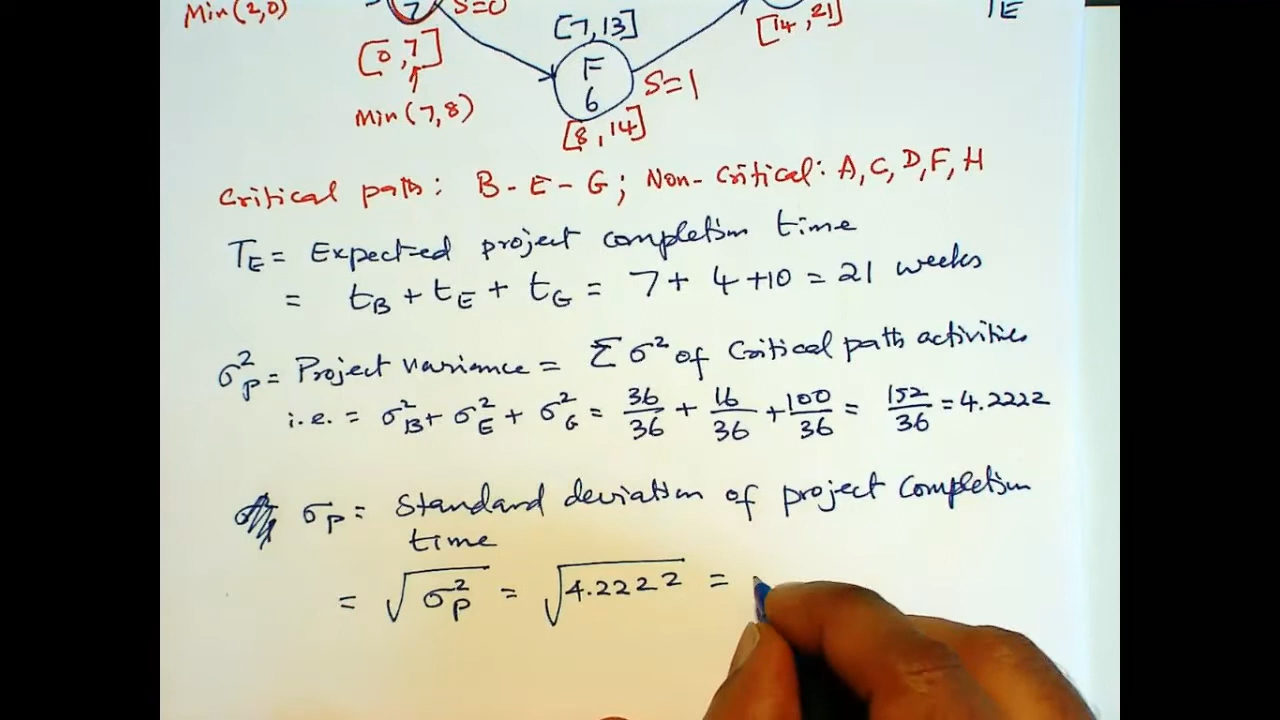 Min(2,0)
7
S=0
[14,21]
TE
[0,7]
[7,13]
F
6
S=1
Min(7,8)
[8,14]
Critical path: B-E-G; Non-Critical: A,C,D,F,H
TE = Expected project completion time
= tB + tE + tG = 7+ 4+10 = 21 weeks
σ²P = Project variance = Σσ² of Critical path activities
i.e. = σ²B + σ²E + σ²G = 36/36 + 16/36 + 100/36 = 152/36 = 4.2222
σP = Standard deviation of project completion
time
= √σ²P = √4.2222 =